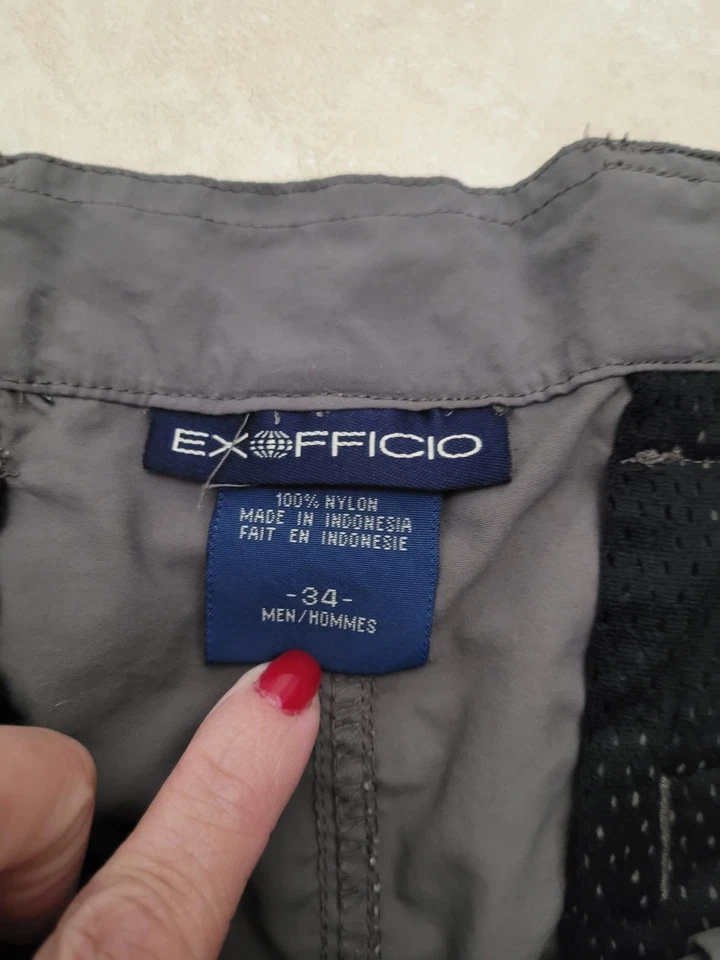 EXOFFICIO
100% NYLON
MADE IN INDONESIA
FAIT EN INDONESIE
-34-
MEN/HOMMES